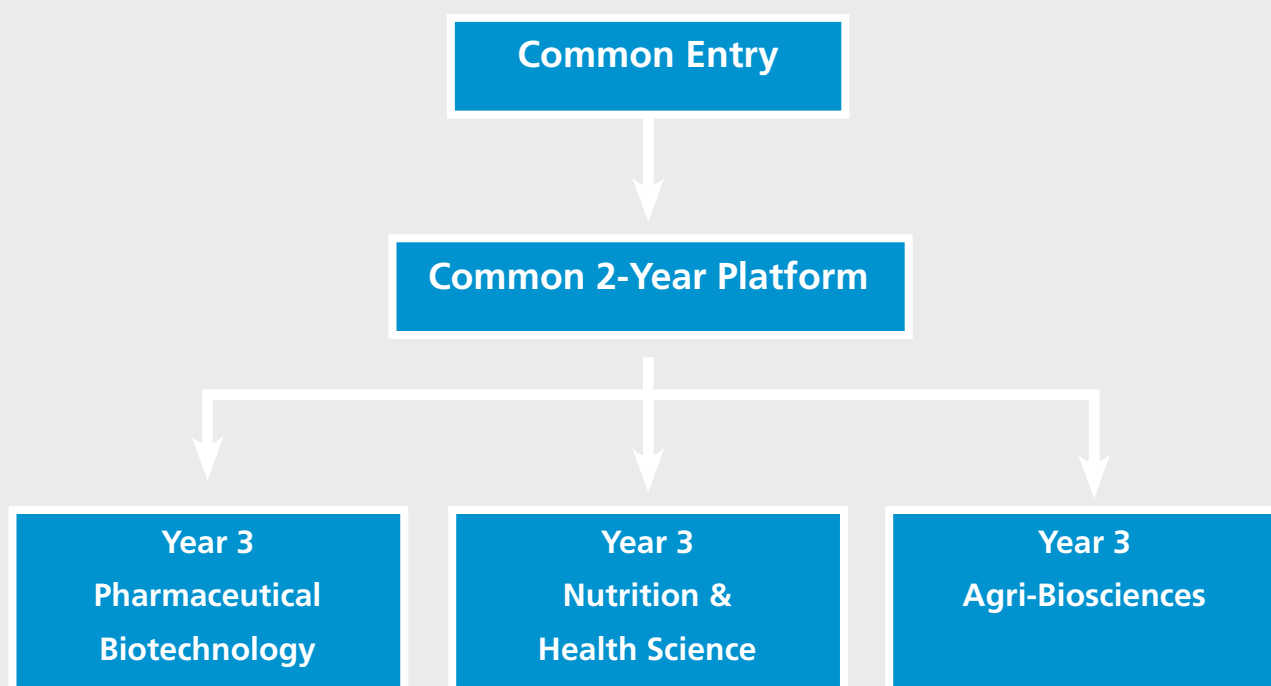 Common Entry
Common 2-Year Platform
Year 3
Pharmaceutical
Biotechnology
Year 3
Nutrition &
Health Science
Year 3
Agri-Biosciences